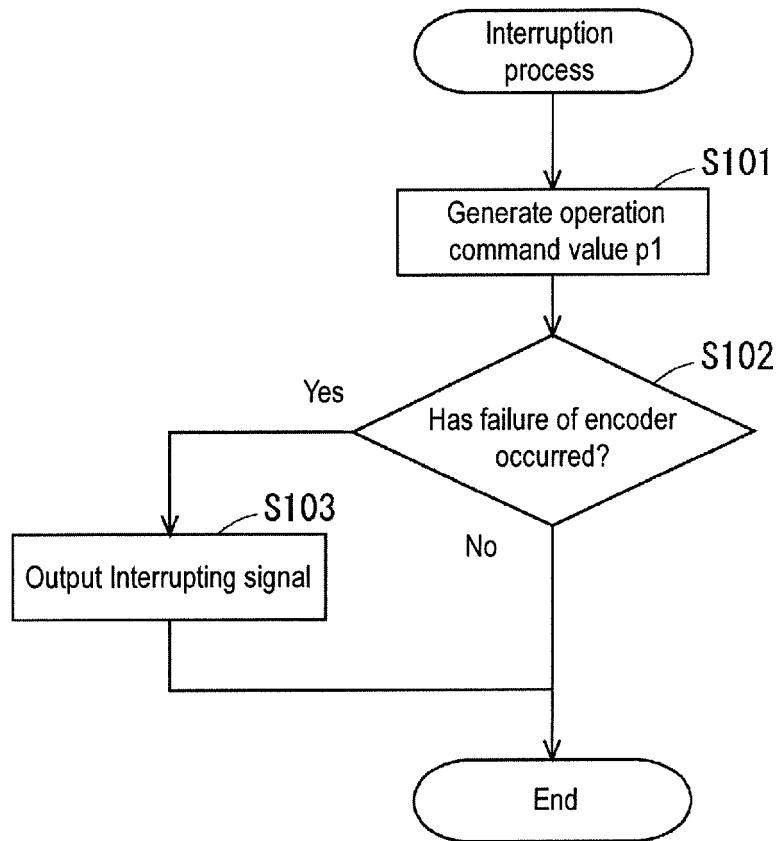 Interruption
process
S101
Generate operation
command value p1
S102
Yes
Has failure of encoder
occurred?
S103
No
Output Interrupting signal
End